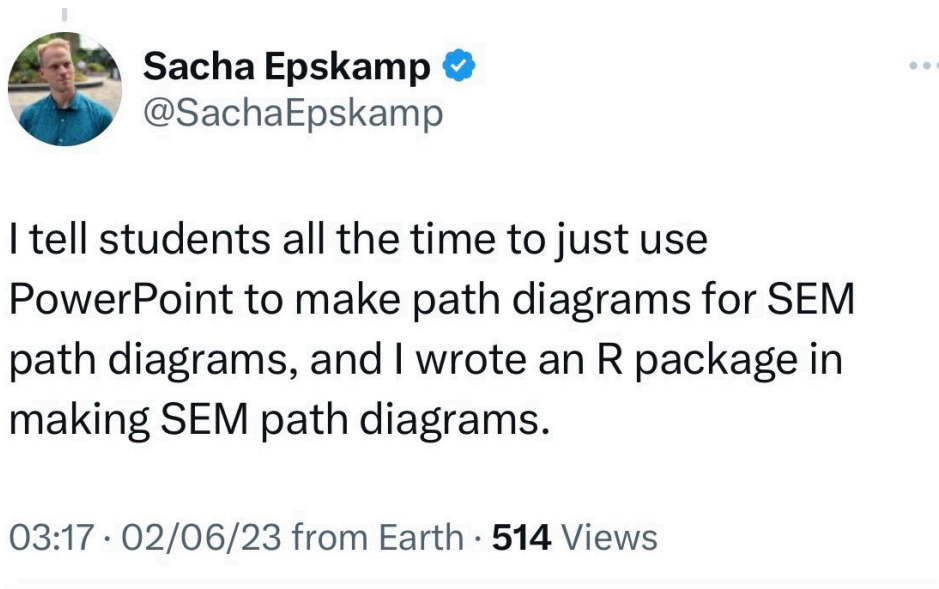 Sacha Epskamp
@SachaEpskamp
I tell students all the time to just use
PowerPoint to make path diagrams for SEM
path diagrams, and I wrote an R package in
making SEM path diagrams.
03:17 · 02/06/23 from Earth · 514 Views